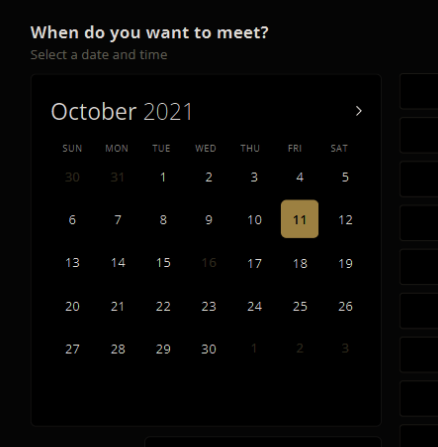 When do you want to meet?
Select a date and time
October 2021
SUN MON TUE WED THU FRI SAT
30 31 1 2 3 4 5
6 7 8 9 10 11 12
13 14 15 16 17 18 19
20 21 22 23 24 25 26
27 28 29 30 1 2 3